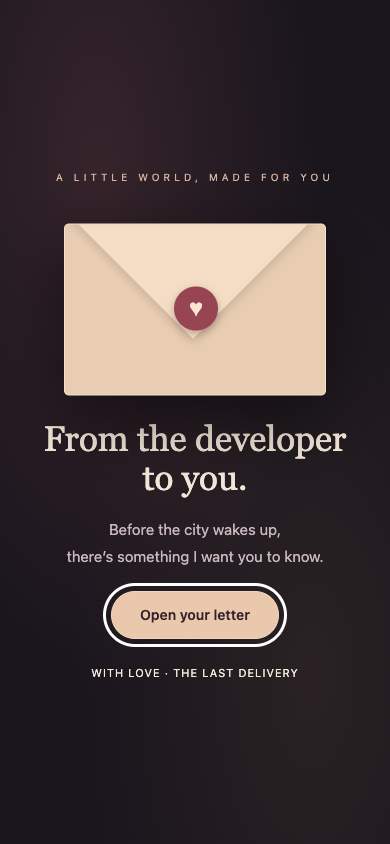 A LITTLE WORLD, MADE FOR YOU
From the developer
to you.
Before the city wakes up,
there’s something I want you to know.
Open your letter
WITH LOVE · THE LAST DELIVERY